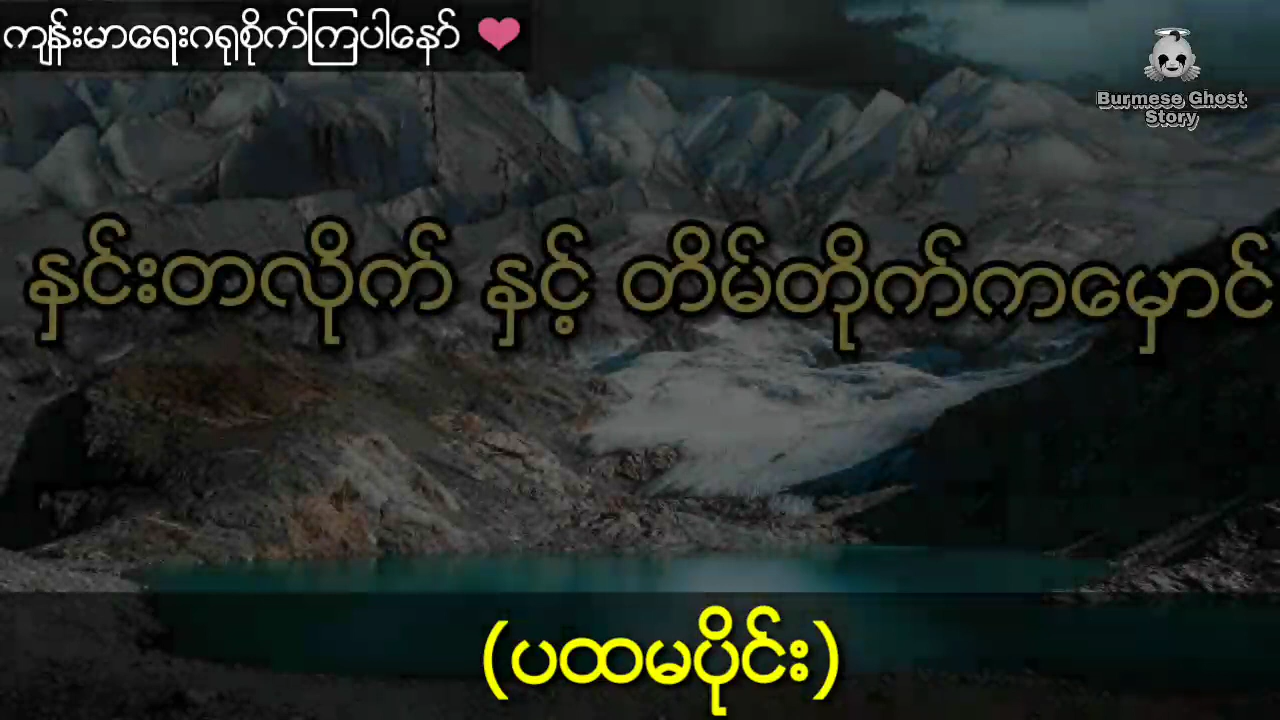 ကျန်းမာရေးဂရုစိုက်ကြပါနော် ❤
Burmese Ghost
Story
နှင်းတလိုက် နှင့် တိမ်တိုက်ကမှောင်
(ပထမပိုင်း)